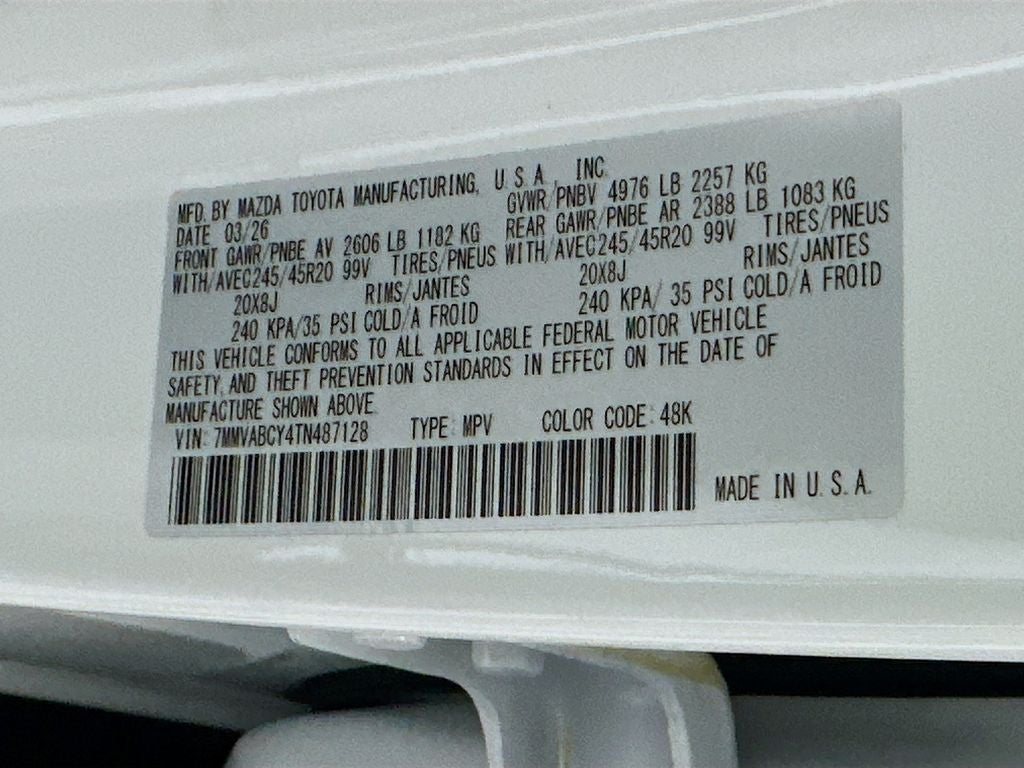 MFD. BY MAZDA TOYOTA MANUFACTURING, U.S.A., INC.
DATE 03/26 GVWR/PNBV 4976 LB 2257 KG
FRONT GAWR/PNBE AV 2606 LB 1182 KG REAR GAWR/PNBE AR 2388 LB 1083 KG
WITH/AVEC245/45R20 99V TIRES/PNEUS WITH/AVEC245/45R20 99V TIRES/PNEUS
20X8J RIMS/JANTES 20X8J RIMS/JANTES
240 KPA/35 PSI COLD/A FROID 240 KPA/ 35 PSI COLD/A FROID
THIS VEHICLE CONFORMS TO ALL APPLICABLE FEDERAL MOTOR VEHICLE
SAFETY, AND THEFT PREVENTION STANDARDS IN EFFECT ON THE DATE OF
MANUFACTURE SHOWN ABOVE.
VIN: 7MMVABCY4TN487128 TYPE: MPV COLOR CODE: 48K
MADE IN U.S.A.